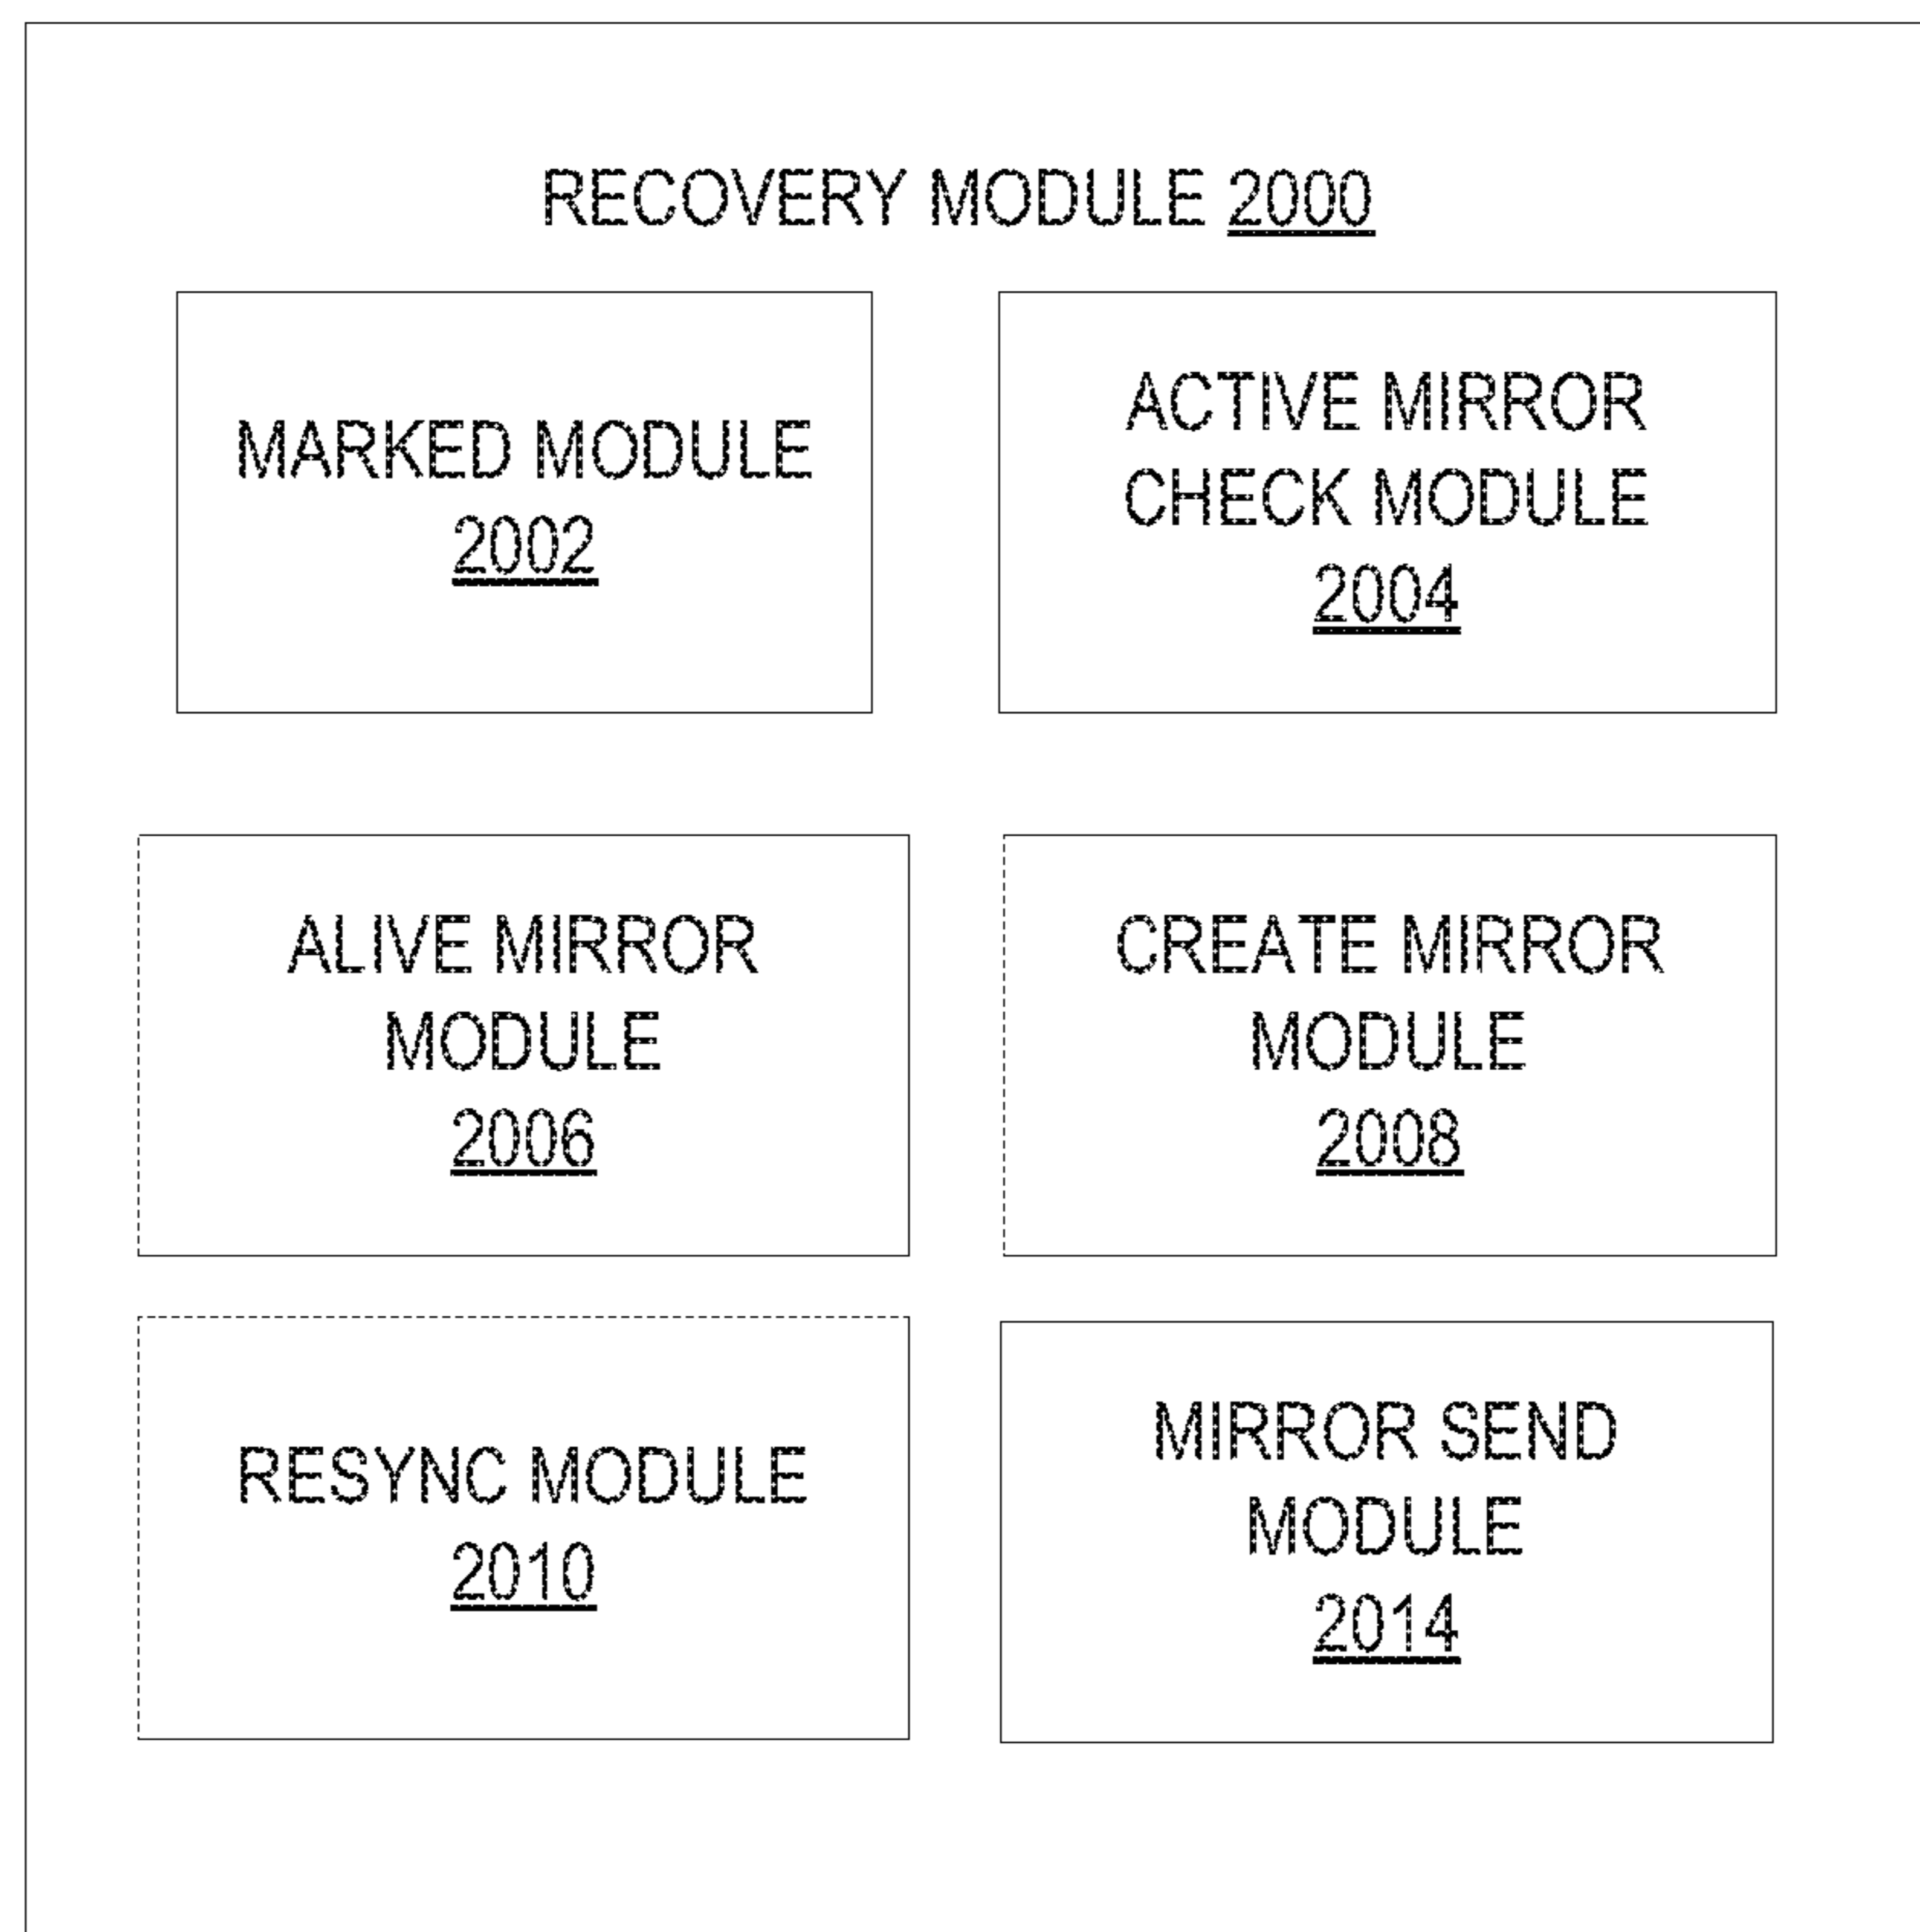 RECOVERY MODULE 2000
MARKED MODULE
2002
ACTIVE MIRROR
CHECK MODULE
2004
ALIVE MIRROR
MODULE
2006
CREATE MIRROR
MODULE
2008
RESYNC MODULE
2010
MIRROR SEND
MODULE
2014